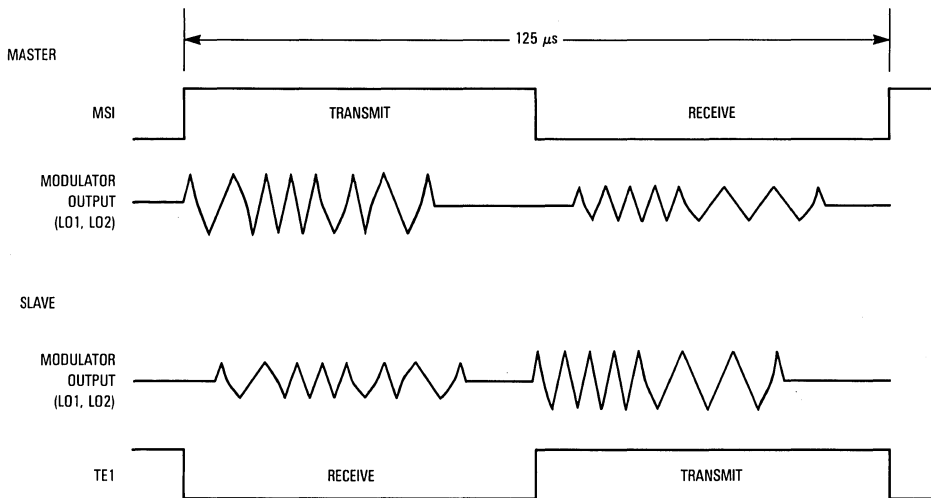 125 µs
MASTER
MSI
TRANSMIT
RECEIVE
MODULATOR
OUTPUT
(LO1, LO2)
SLAVE
MODULATOR
OUTPUT
(LO1, LO2)
TE1
RECEIVE
TRANSMIT